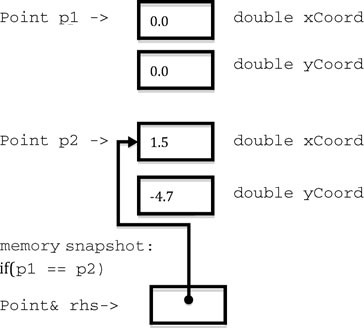 Point p1 -> 0.0 double xCoord
0.0 double yCoord
Point p2 -> 1.5 double xCoord
-4.7 double yCoord
memory snapshot:
if(p1 == p2)
Point& rhs->